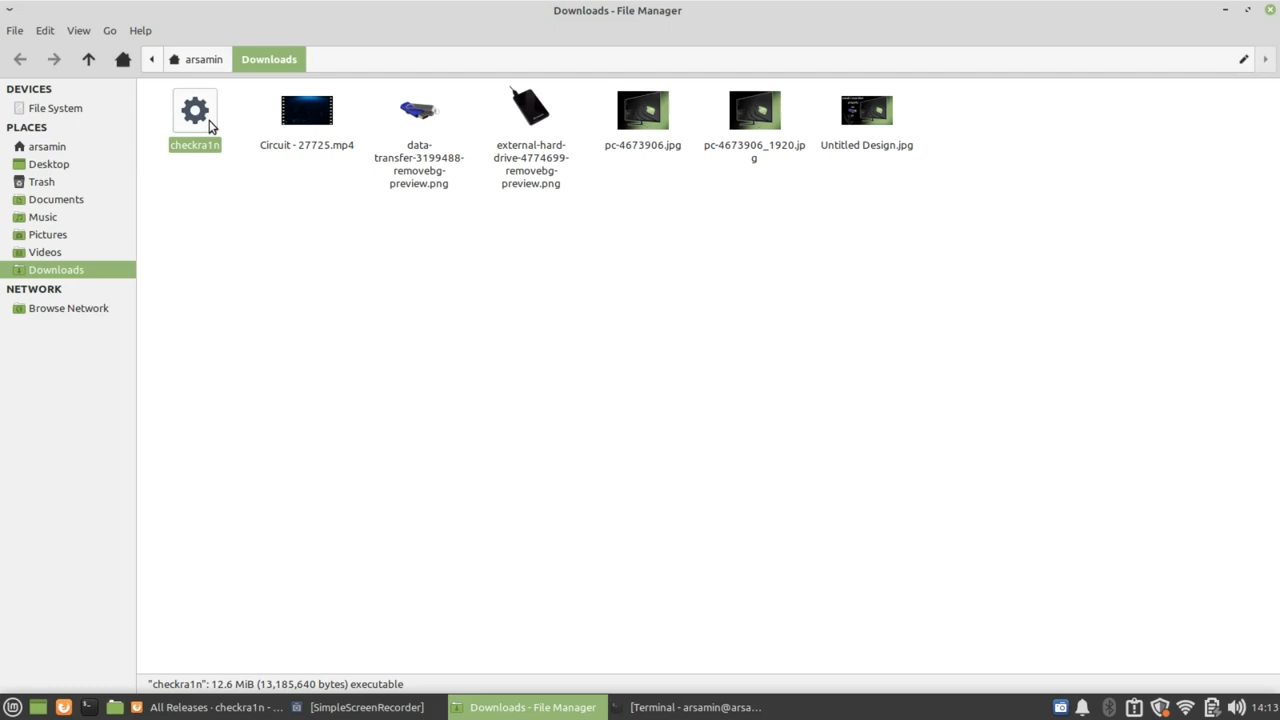 Downloads - File Manager
File Edit View Go Help
arsamin Downloads
DEVICES
File System
PLACES
arsamin
Desktop
Trash
Documents
Music
Pictures
Videos
Downloads
NETWORK
Browse Network
checkra1n
Circuit - 27725.mp4
data-
transfer-3199488-
removebg-
preview.png
external-hard-
drive-4774699-
removebg-
preview.png
pc-4673906.jpg
pc-4673906_1920.jp
g
Untitled Design.jpg
"checkra1n": 12.6 MiB (13,185,640 bytes) executable
All Releases · checkra1n - ...
[SimpleScreenRecorder]
Downloads - File Manager
[Terminal - arsamin@arsa...
14:13